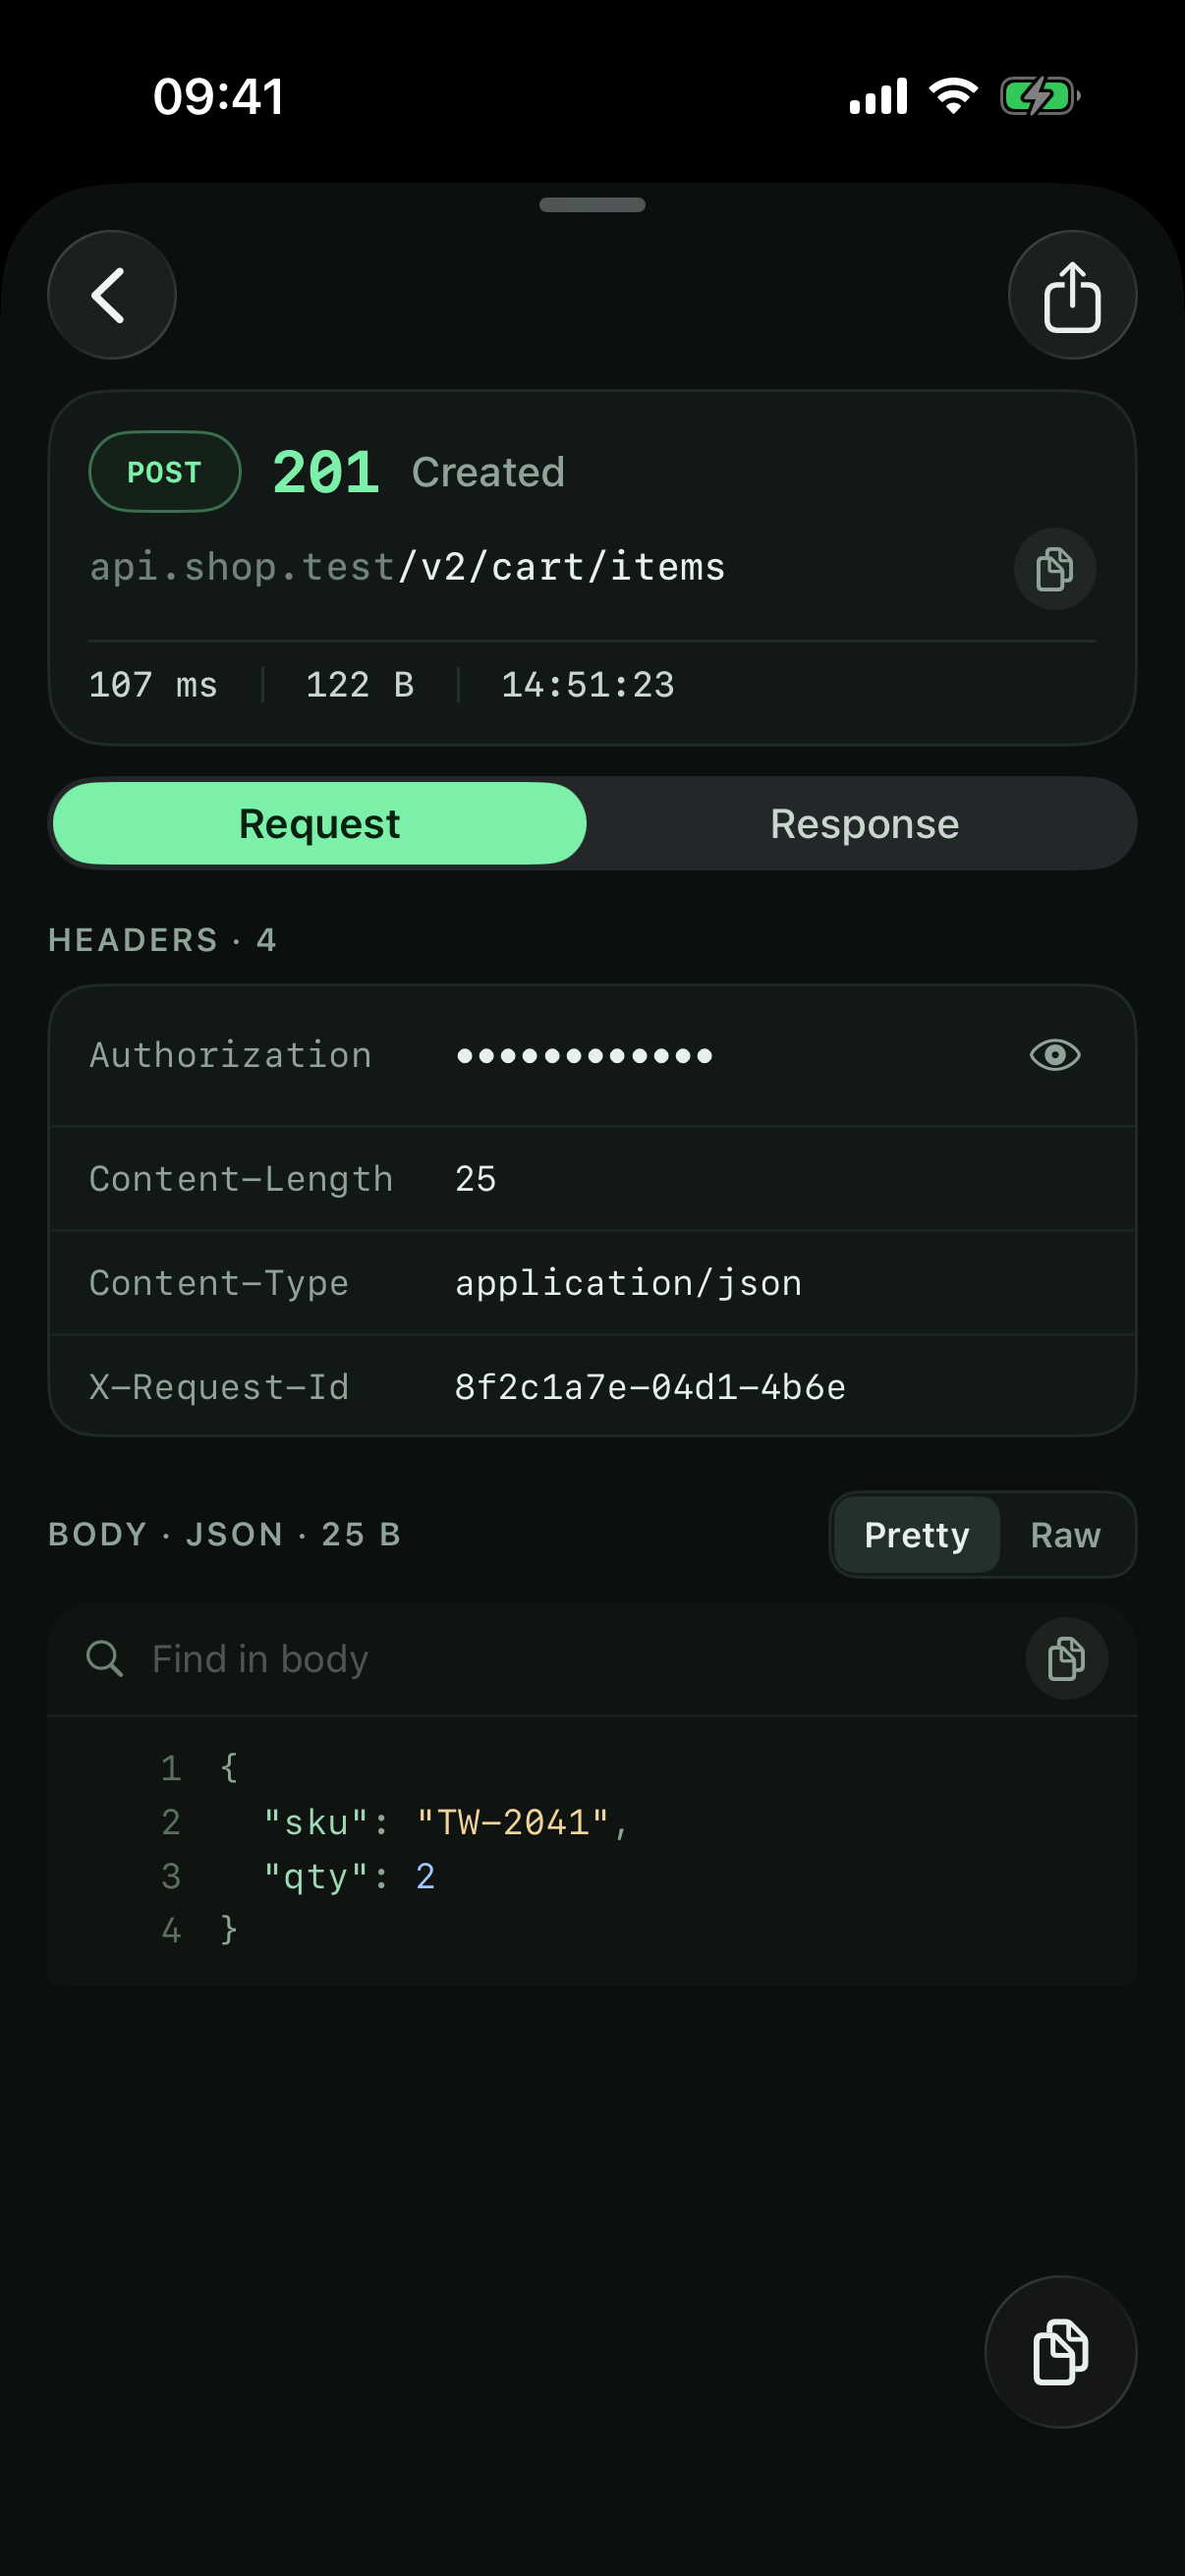 09:41
POST 201 Created
api.shop.test/v2/cart/items
107 ms 122 B 14:51:23
Request Response
HEADERS · 4
Authorization ••••••••••••
Content-Length 25
Content-Type application/json
X-Request-Id 8f2c1a7e-04d1-4b6e
BODY · JSON · 25 B Pretty Raw
Find in body
1 {
2 "sku": "TW-2041",
3 "qty": 2
4 }